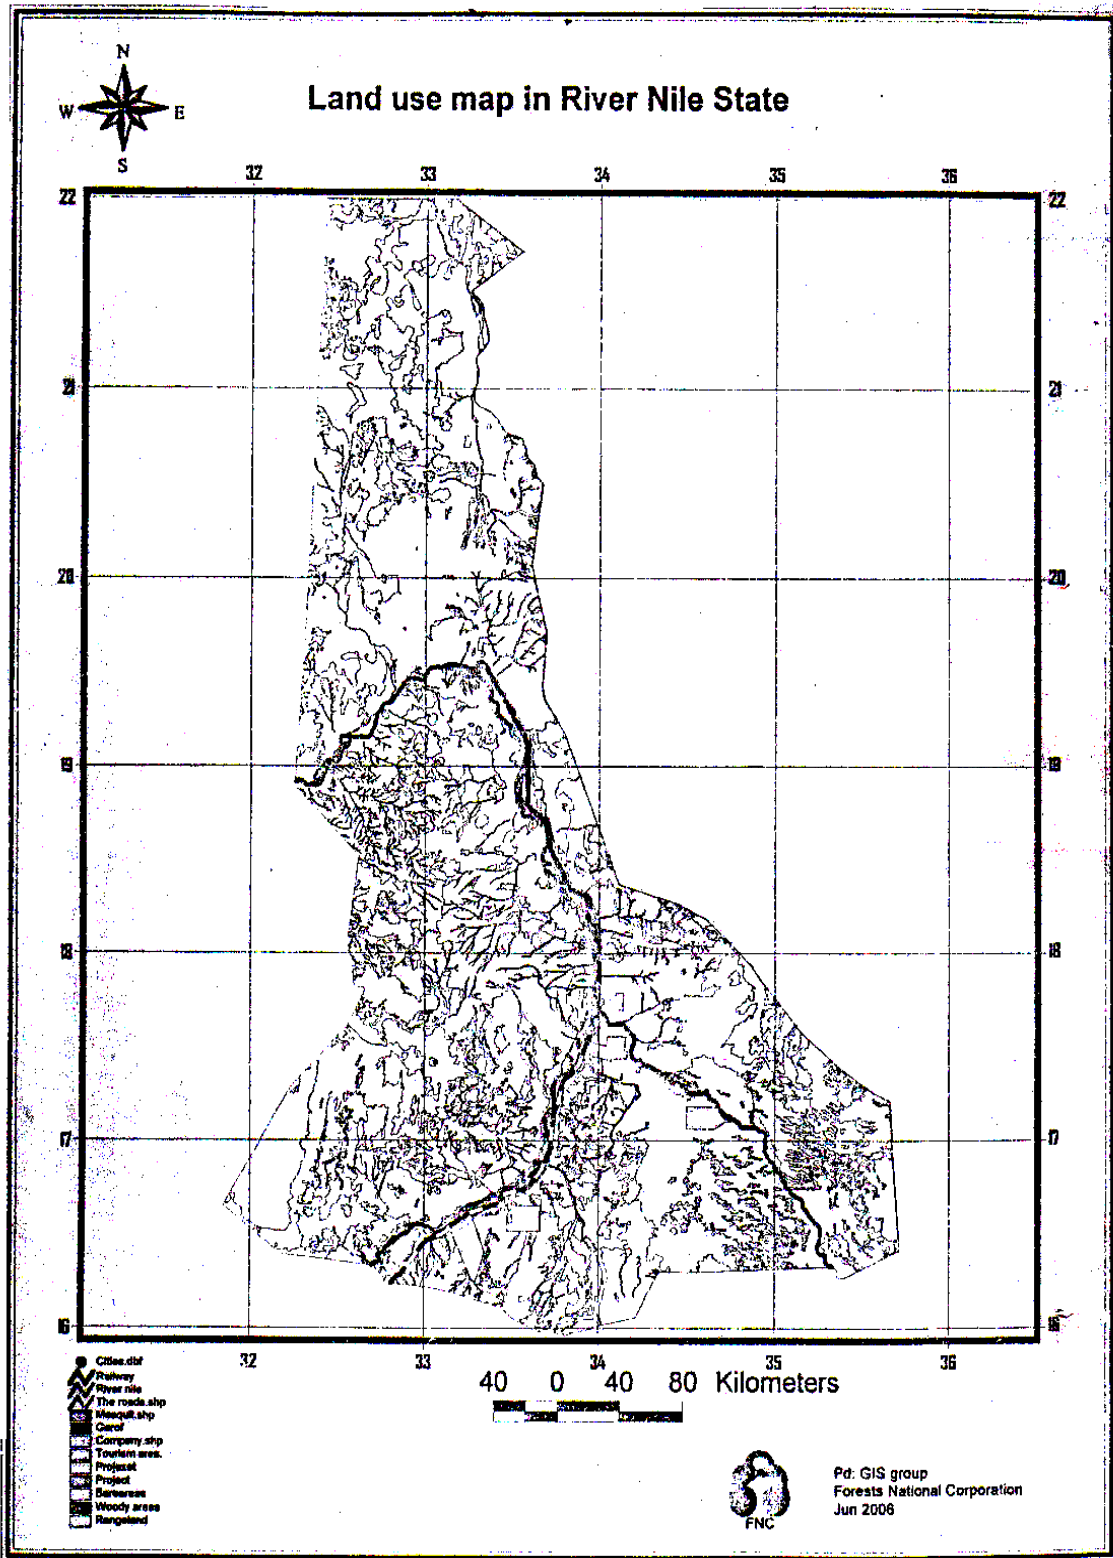 N
W E
S
Land use map in River Nile State
32 33 34 35 36
22 22
21 21
20 20
19 19
18 18
17 17
16 16
32 33 34 35 36
40 0 40 80 Kilometers
Cities.dbf
Railway
River nile
The roads.shp
Mesquit.shp
Gerof
Company.shp
Tourism area.
Project
Bareareas
Woody areas
Rangeland
FNC
Pd: GIS group
Forests National Corporation
Jun 2006